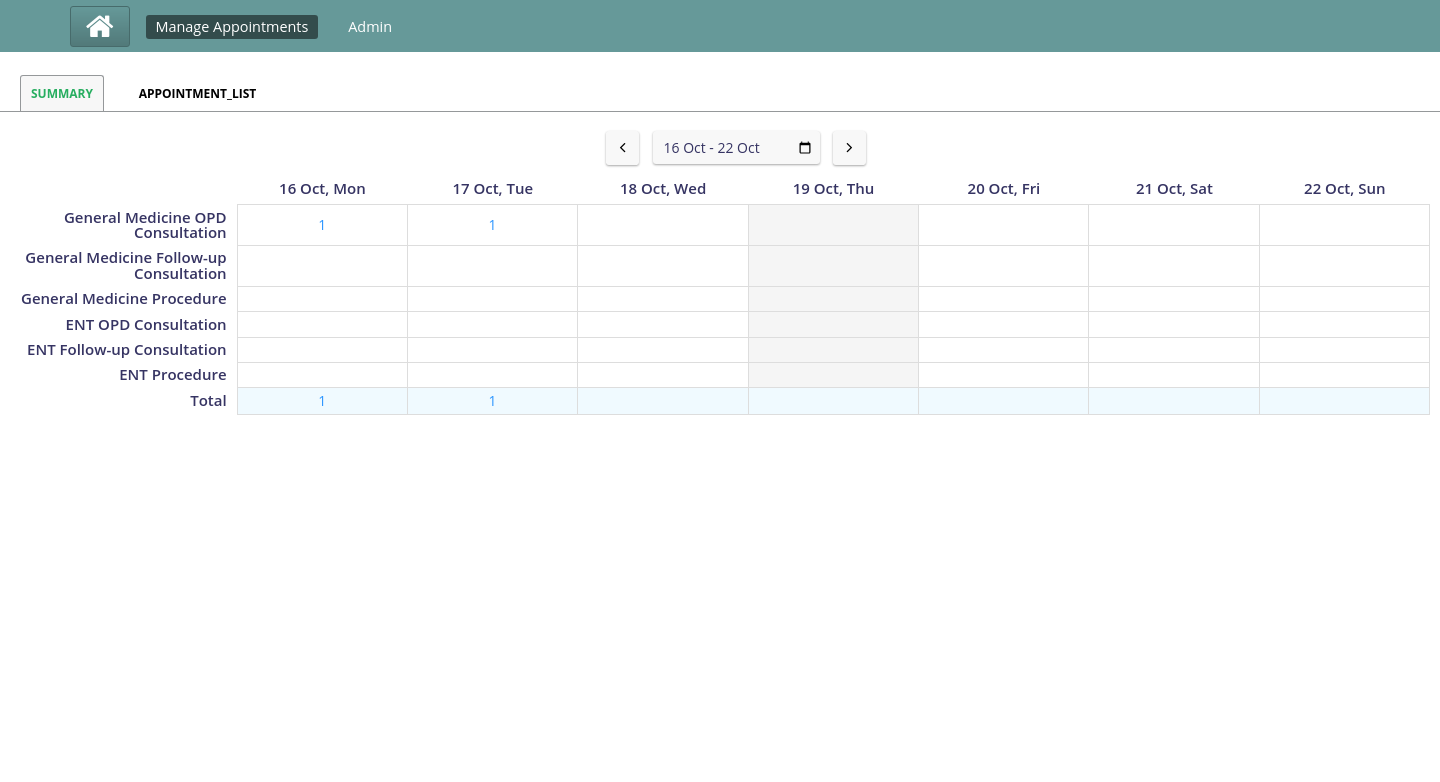 Manage Appointments Admin
SUMMARY APPOINTMENT_LIST
16 Oct - 22 Oct
16 Oct, Mon 17 Oct, Tue 18 Oct, Wed 19 Oct, Thu 20 Oct, Fri 21 Oct, Sat 22 Oct, Sun
General Medicine OPD
Consultation 1 1
General Medicine Follow-up
Consultation
General Medicine Procedure
ENT OPD Consultation
ENT Follow-up Consultation
ENT Procedure
Total 1 1